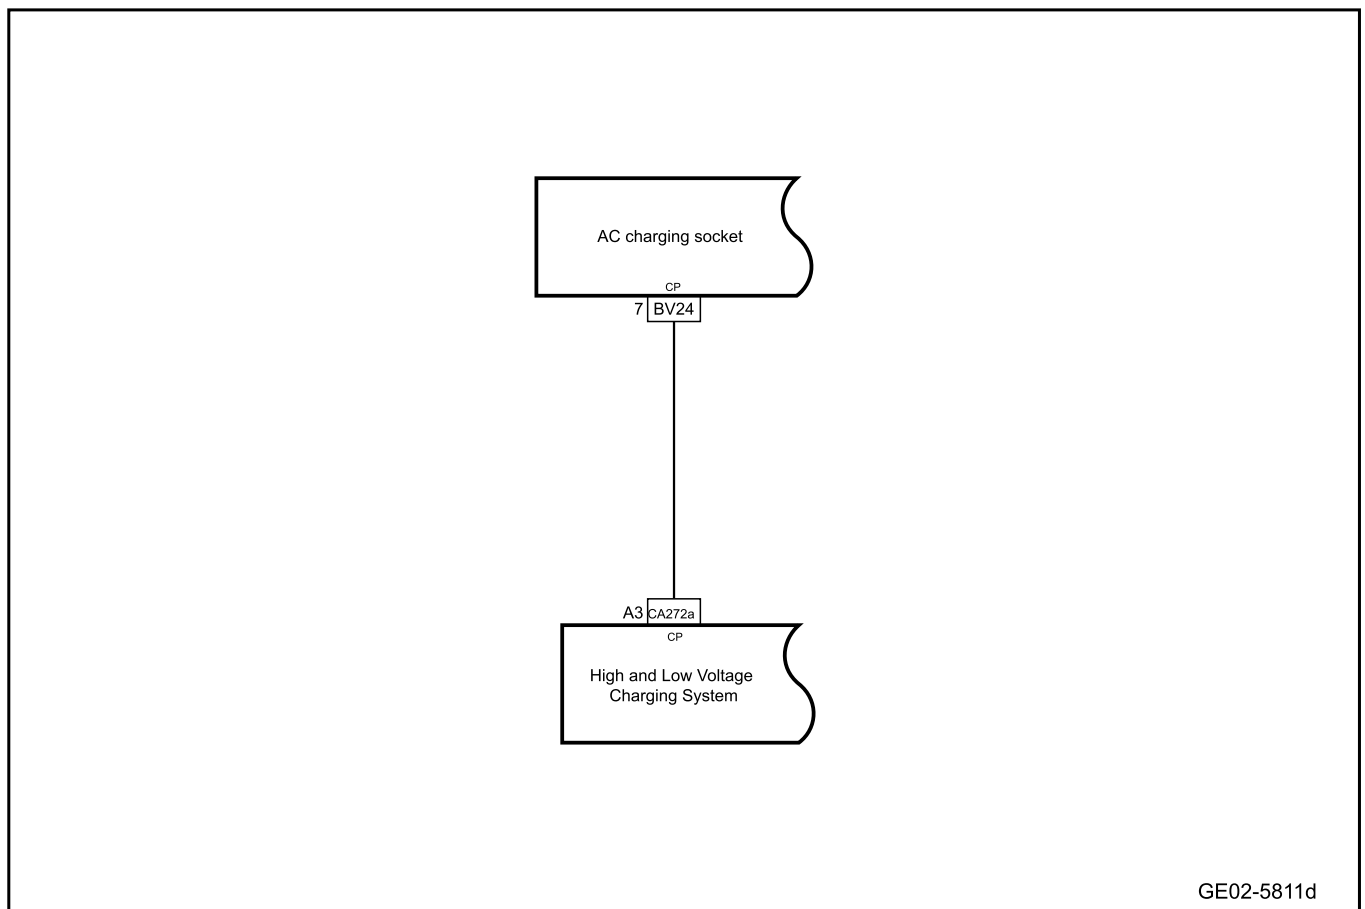 AC charging socket
CP
7 BV24
A3 CA272a
CP
High and Low Voltage
Charging System
GE02-5811d